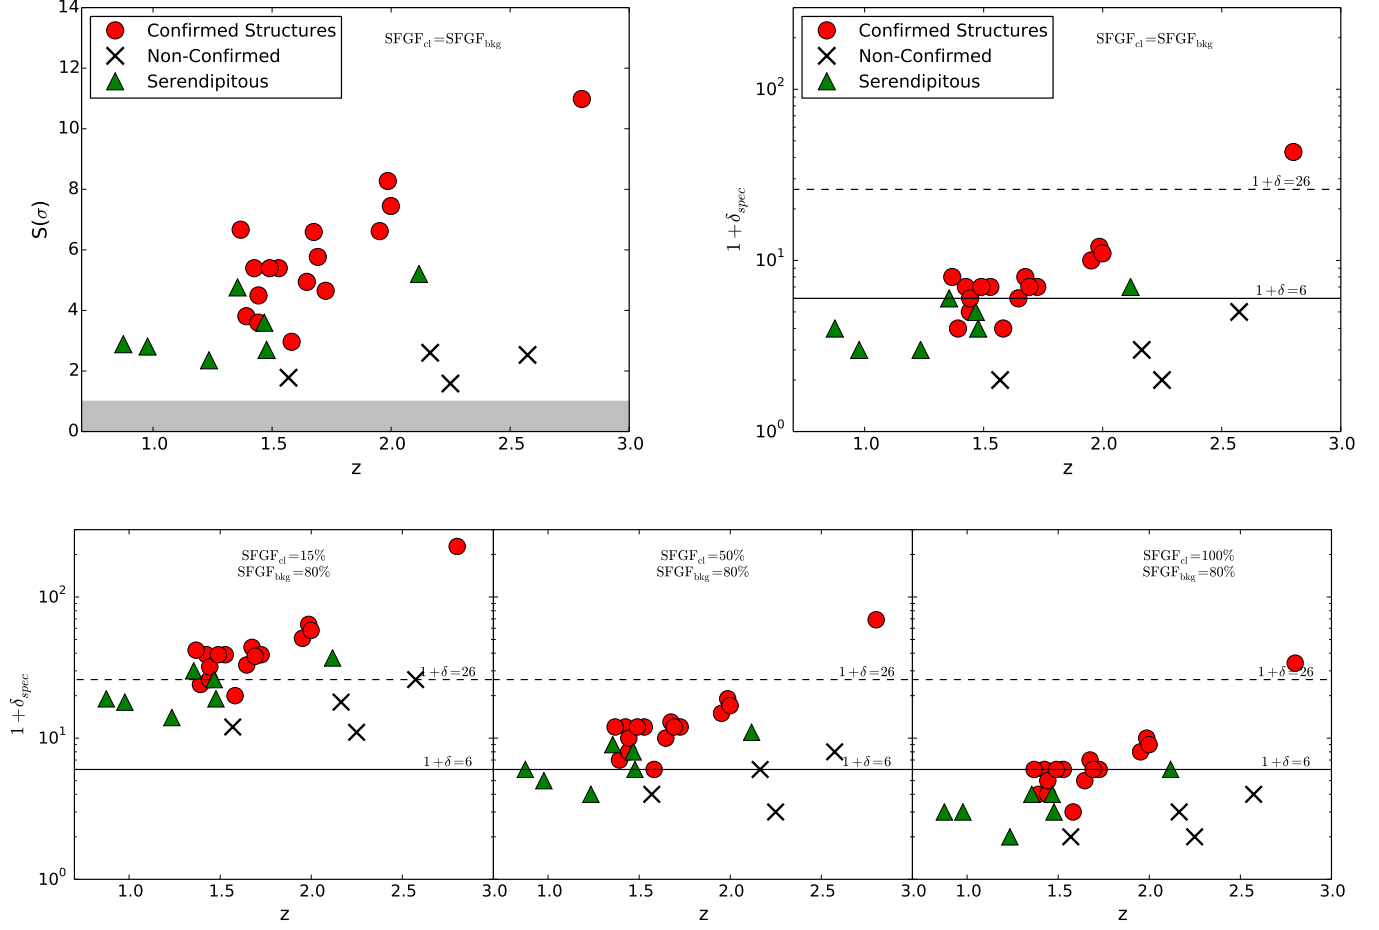 14
12
10
8
6
4
2
0
S(σ)
Confirmed Structures
Non-Confirmed
Serendipitous
SFGF_cl=SFGF_bkg
1.0 1.5 2.0 2.5 3.0
z
10^2
10^1
10^0
1+δ_spec
Confirmed Structures
Non-Confirmed
Serendipitous
SFGF_cl=SFGF_bkg
1+δ=26
1+δ=6
1.0 1.5 2.0 2.5 3.0
z
10^2
10^1
10^0
1+δ_spec
SFGF_cl=15%
SFGF_bkg=80%
1+δ=26
1+δ=6
1.0 1.5 2.0 2.5 3.0
z
SFGF_cl=50%
SFGF_bkg=80%
1+δ=26
1+δ=6
1.0 1.5 2.0 2.5 3.0
z
SFGF_cl=100%
SFGF_bkg=80%
1+δ=26
1+δ=6
1.0 1.5 2.0 2.5 3.0
z